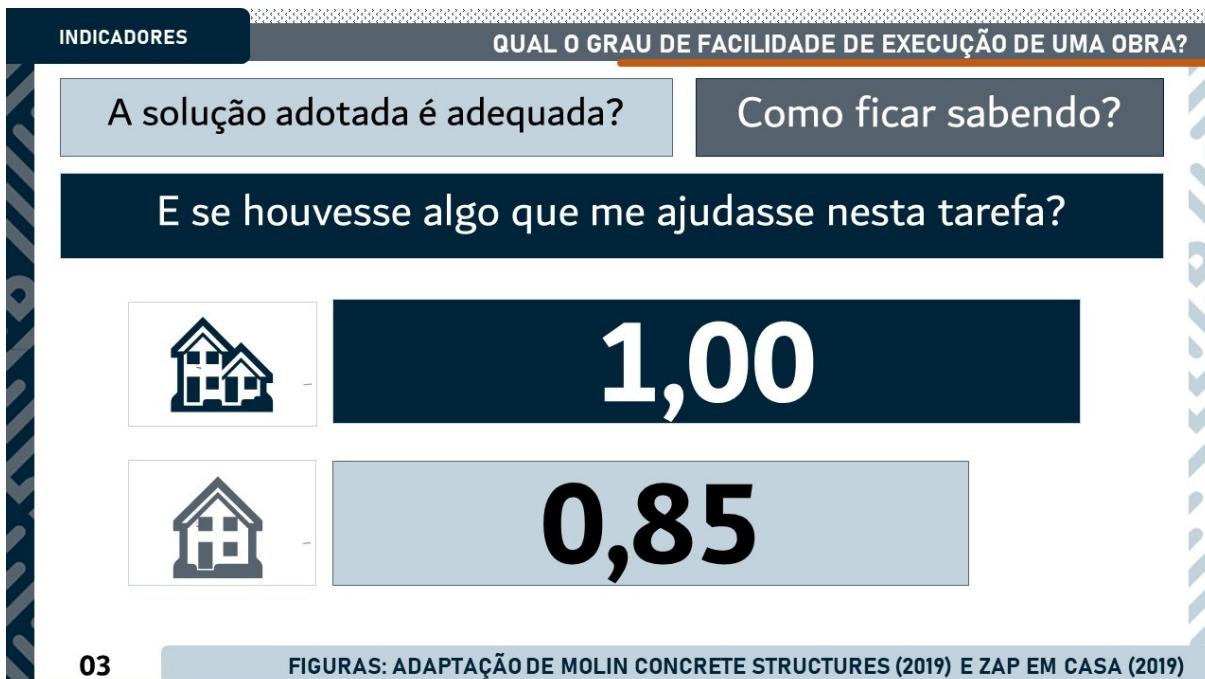 INDICADORES
QUAL O GRAU DE FACILIDADE DE EXECUÇÃO DE UMA OBRA?
A solução adotada é adequada?
Como ficar sabendo?
E se houvesse algo que me ajudasse nesta tarefa?
1,00
0,85
03
FIGURAS: ADAPTAÇÃO DE MOLIN CONCRETE STRUCTURES (2019) E ZAP EM CASA (2019)